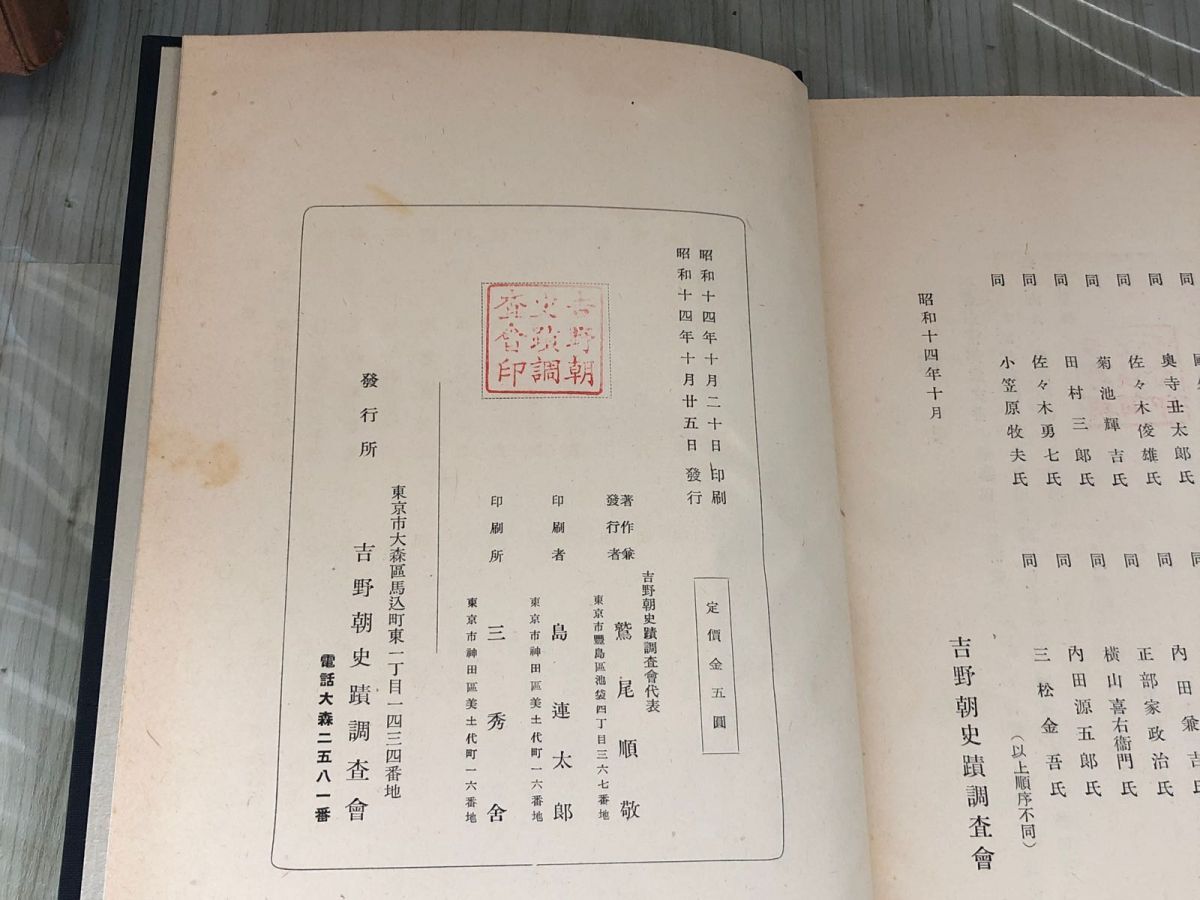 同
奥寺丑太郎氏
同
佐々木俊雄氏
同
菊池輝吉氏
同
田村三郎氏
同
佐々木勇七氏
同
小笠原牧夫氏
同
内田兼吉氏
同
正部家政治氏
同
横山喜右衞門氏
同
內田源五郎氏
同
三松金吾氏
（以上順序不同）
昭和十四年十月
吉野朝史蹟調査會
昭和十四年十月二十日印刷
昭和十四年十月廿五日發行
定價金五圓
吉野朝
史蹟調
查會印
著作兼
發行者
吉野朝史蹟調査會代表
鷲尾順敬
東京市豐島區池袋四丁目三六七番地
印刷者
島連太郎
東京市神田區美土代町一六番地
印刷所
三秀舍
東京市神田區美土代町一六番地
發行所
東京市大森區馬込町東一丁目一四三四番地
吉野朝史蹟調査會
電話大森二五八一番